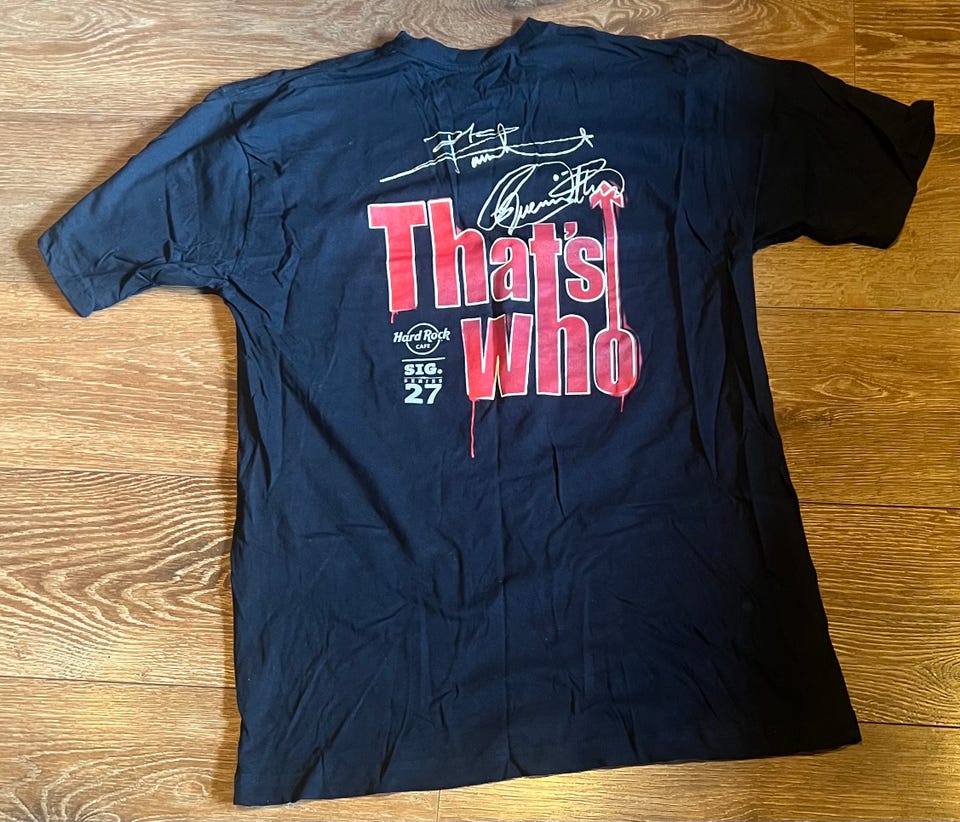 That's
who
Hard Rock
CAFE
SIG.
SERIES
27